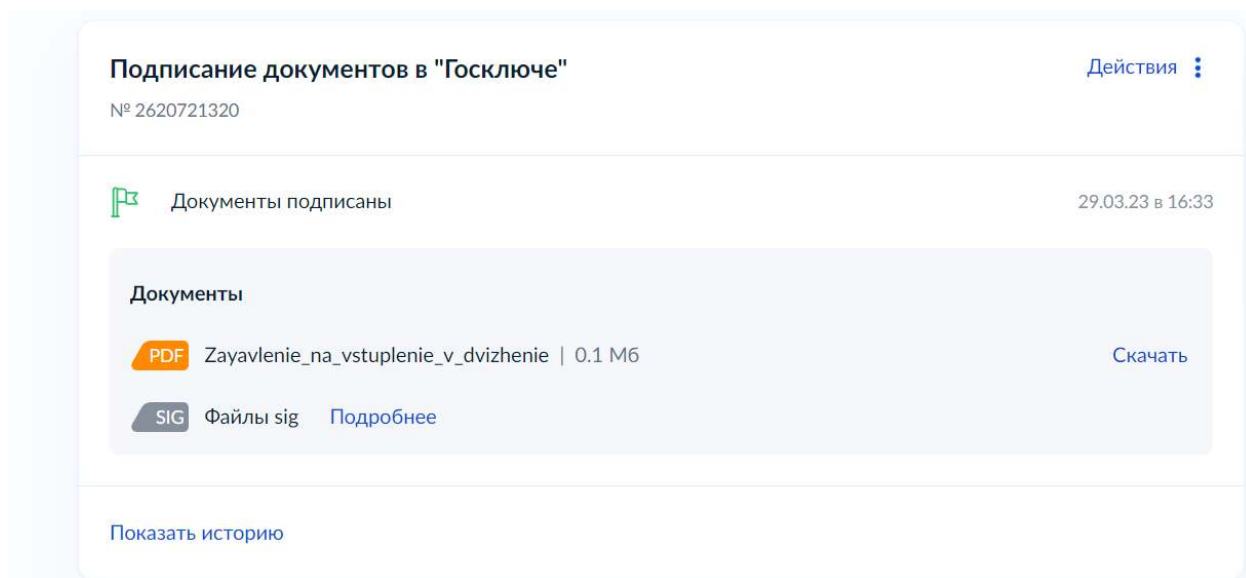 Подписание документов в "Госключе"
Действия
№ 2620721320
Документы подписаны
29.03.23 в 16:33
Документы
PDF Zayavlenie_na_vstuplenie_v_dvizhenie | 0.1 Мб
Скачать
SIG Файлы sig Подробнее
Показать историю